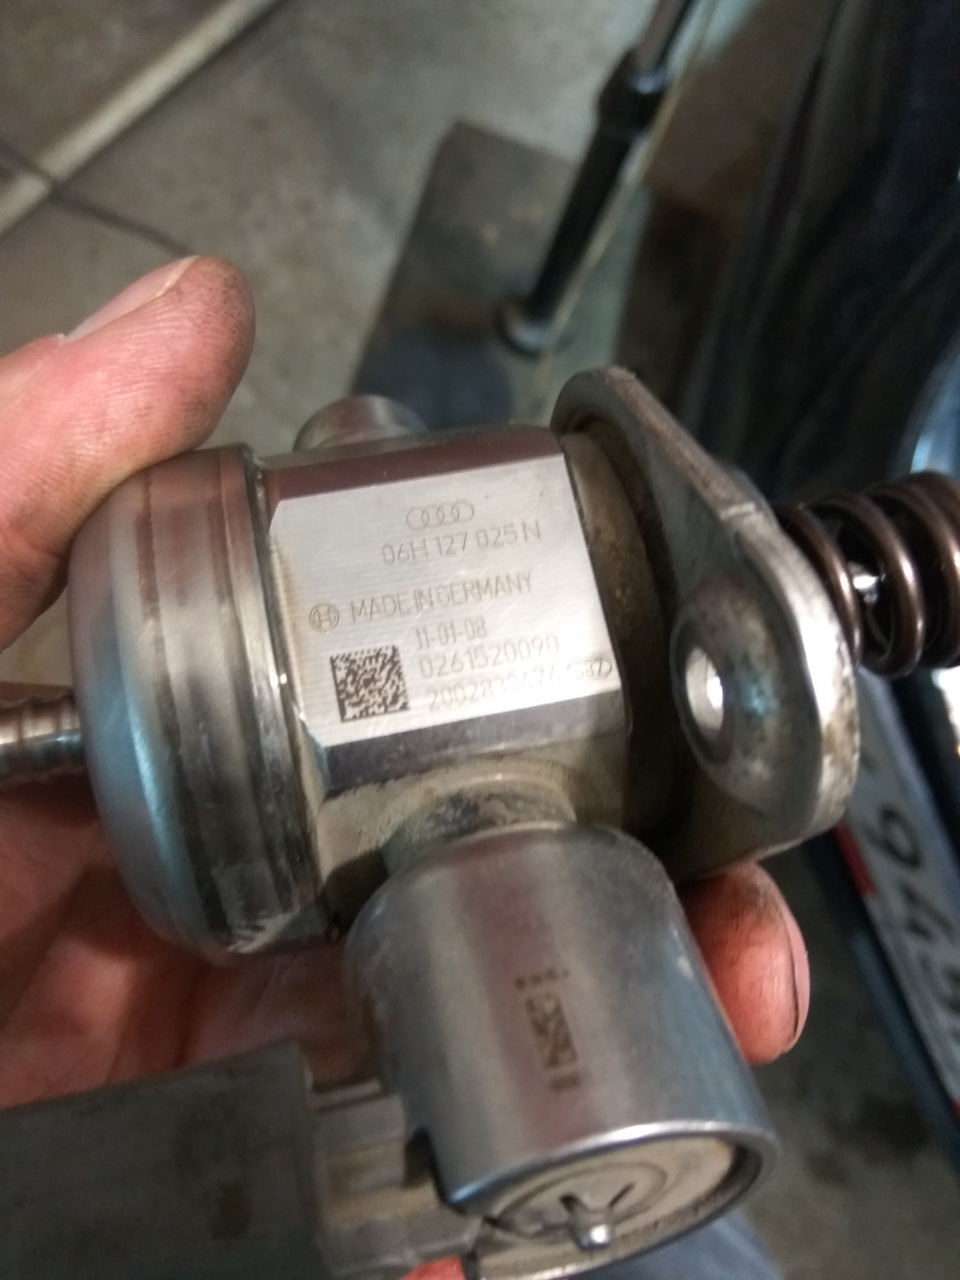 06H 127 025 N
MADE IN GERMANY
11-01-08
0261520090